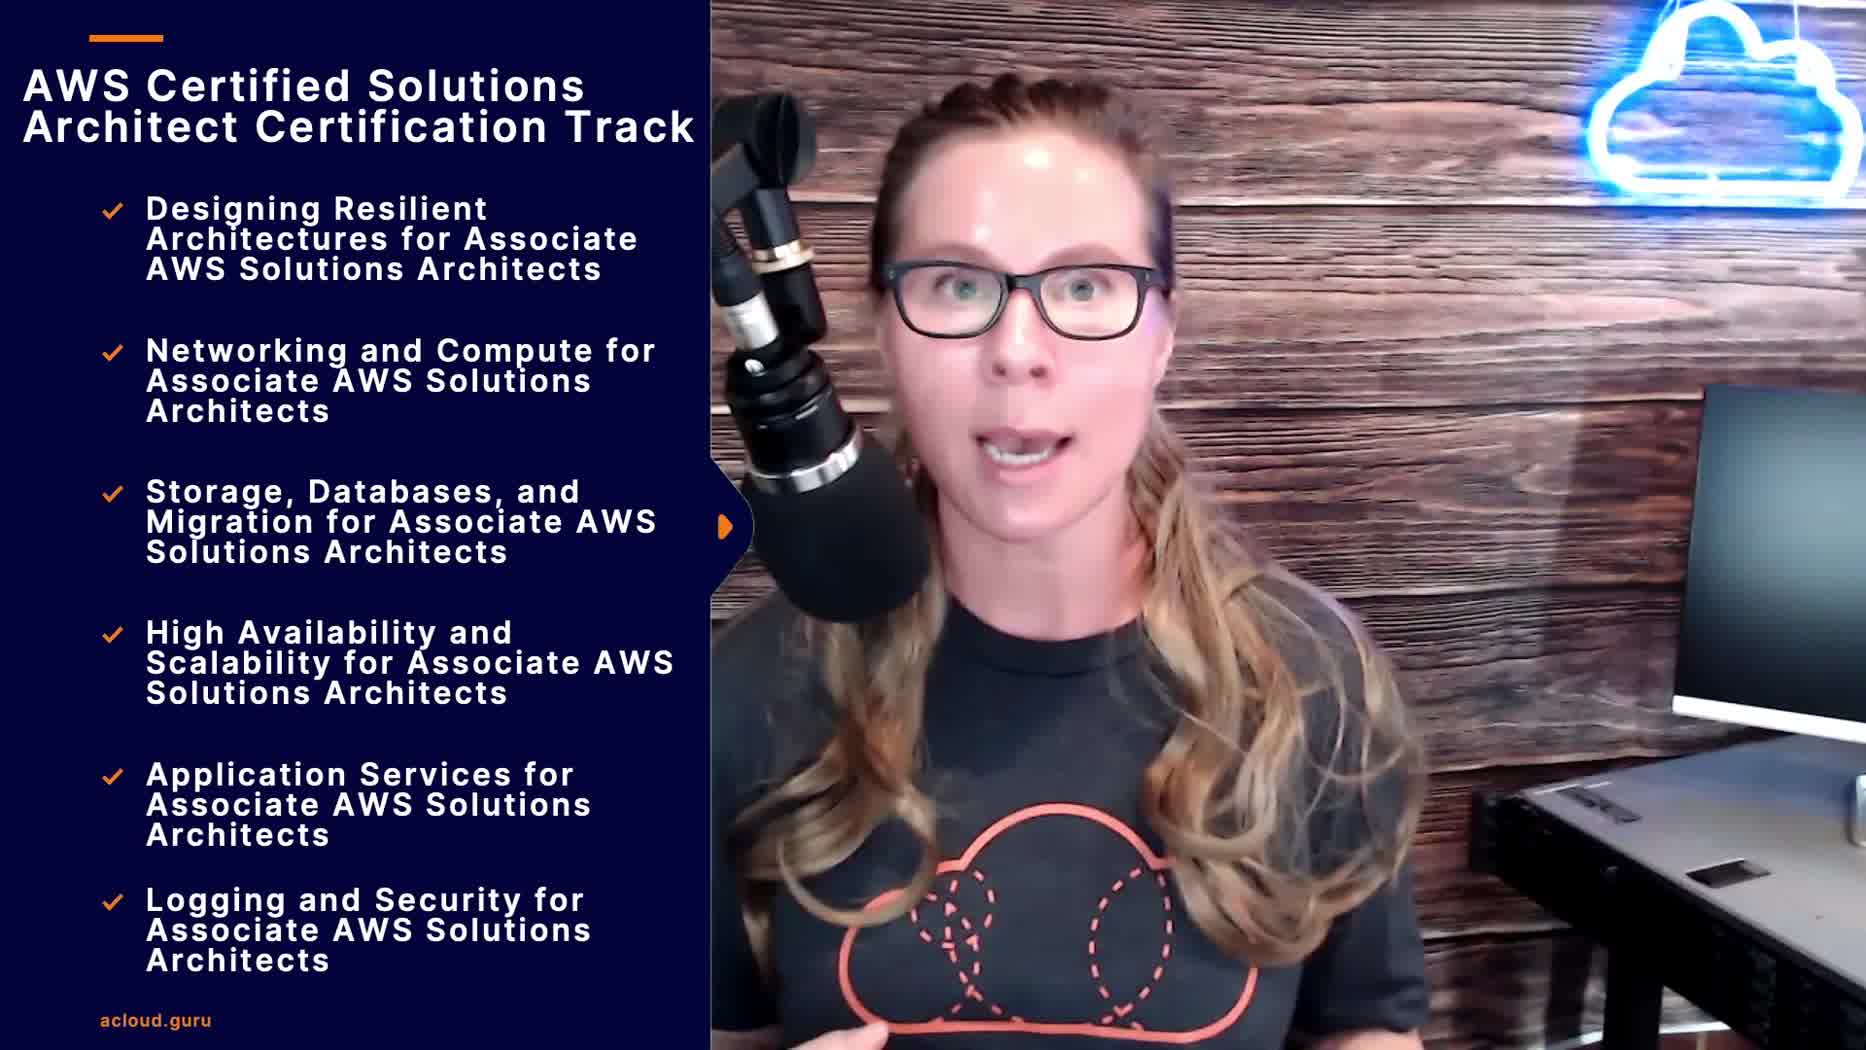 AWS Certified Solutions
Architect Certification Track
Designing Resilient
Architectures for Associate
AWS Solutions Architects
Networking and Compute for
Associate AWS Solutions
Architects
Storage, Databases, and
Migration for Associate AWS
Solutions Architects
High Availability and
Scalability for Associate AWS
Solutions Architects
Application Services for
Associate AWS Solutions
Architects
Logging and Security for
Associate AWS Solutions
Architects
acloud.guru